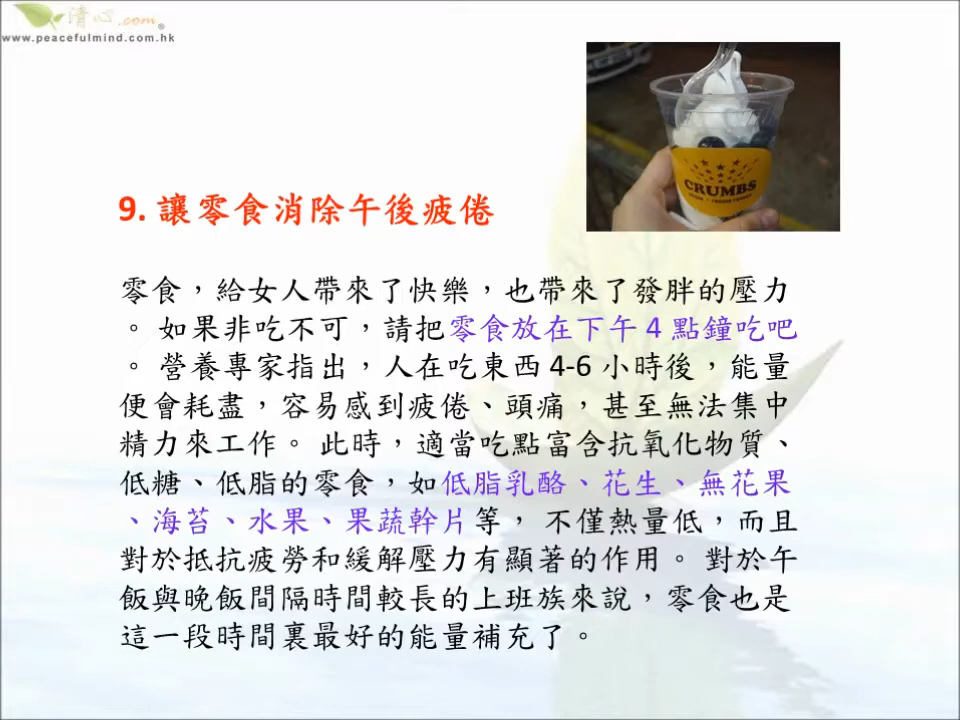 清心.com®
www.peacefulmind.com.hk
CRUMBS
9. 讓零食消除午後疲倦
零食，給女人帶來了快樂，也帶來了發胖的壓力
。 如果非吃不可，請把零食放在下午 4 點鐘吃吧
。 營養專家指出，人在吃東西 4-6 小時後，能量
便會耗盡，容易感到疲倦、頭痛，甚至無法集中
精力來工作。 此時，適當吃點富含抗氧化物質、
低糖、低脂的零食，如低脂乳酪、花生、無花果
、海苔、水果、果蔬幹片等， 不僅熱量低，而且
對於抵抗疲勞和緩解壓力有顯著的作用。 對於午
飯與晚飯間隔時間較長的上班族來說，零食也是
這一段時間裏最好的能量補充了。